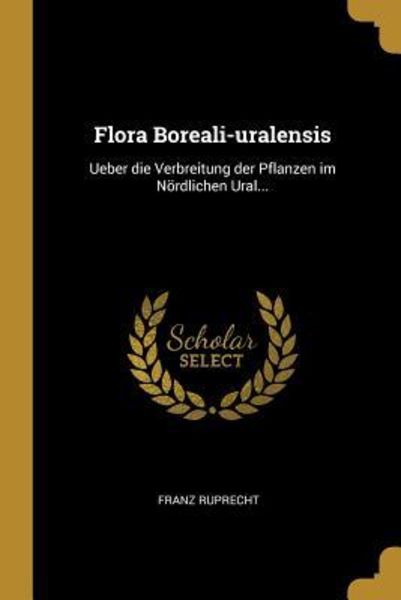 Flora Boreali-uralensis
Ueber die Verbreitung der Pflanzen im
Nördlichen Ural...
Scholar
SELECT
FRANZ RUPRECHT